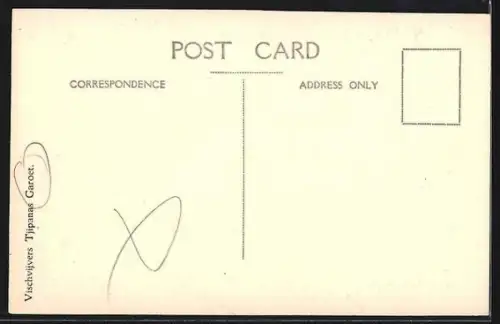 POST CARD
CORRESPONDENCE
ADDRESS ONLY
Vischvijvers Tjipanas Garoet.